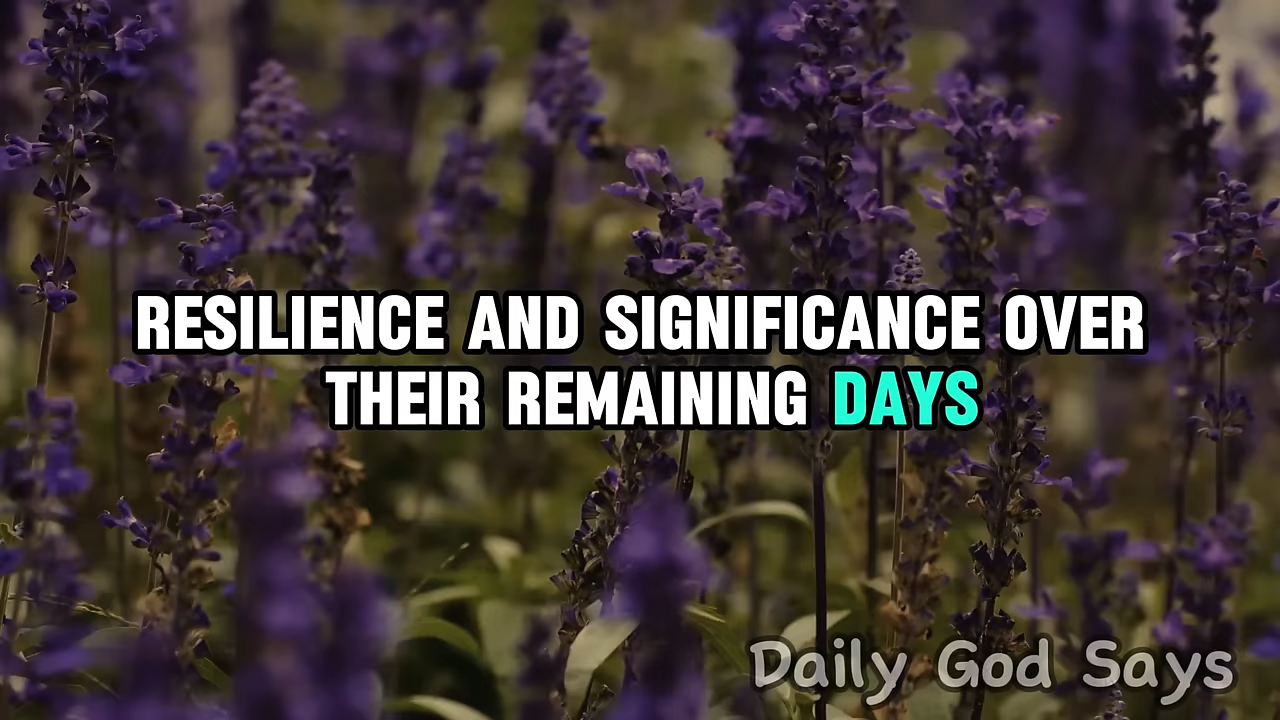 RESILIENCE AND SIGNIFICANCE OVER
THEIR REMAINING DAYS
Daily God Says